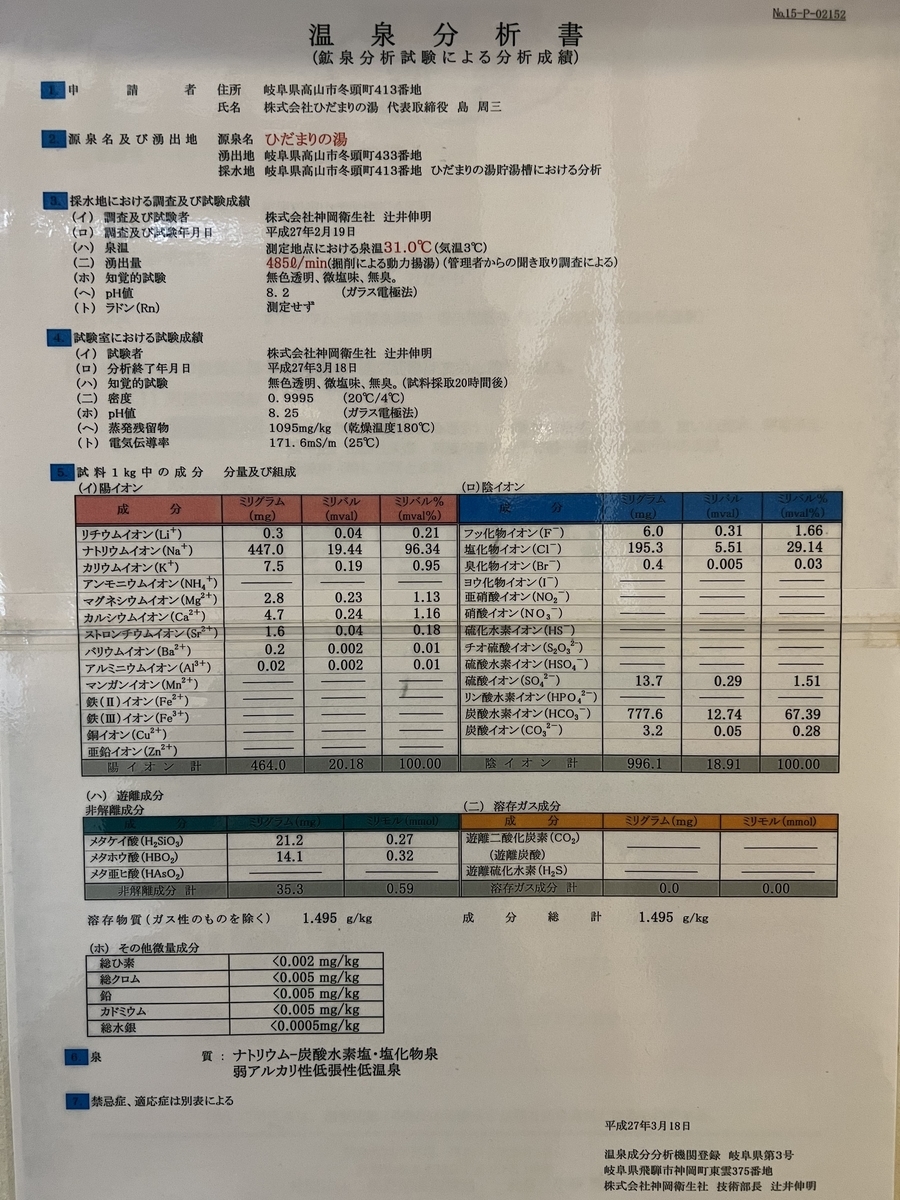 No.15-P-02152
温泉分析書
(鉱泉分析試験による分析成績)
1. 申請者 住所 岐阜県高山市冬頭町413番地
氏名 株式会社ひだまりの湯 代表取締役 島 周三
2. 源泉名及び湧出地 源泉名 ひだまりの湯
湧出地 岐阜県高山市冬頭町433番地
採水地 岐阜県高山市冬頭町413番地 ひだまりの湯貯湯槽における分析
3. 採水地における調査及び試験成績
(イ) 調査及び試験者 株式会社神岡衛生社 辻井伸明
(ロ) 調査及び試験年月日 平成27年2月19日
(ハ) 泉温 測定地点における泉温31.0℃(気温3℃)
(ニ) 湧出量 485ℓ/min(掘削による動力揚湯)(管理者からの聞き取り調査による)
(ホ) 知覚的試験 無色透明、微塩味、無臭。
(ヘ) pH値 8.2 (ガラス電極法)
(ト) ラドン(Rn) 測定せず
4. 試験室における試験成績
(イ) 試験者 株式会社神岡衛生社 辻井伸明
(ロ) 分析終了年月日 平成27年3月18日
(ハ) 知覚的試験 無色透明、微塩味、無臭。(試料採取20時間後)
(ニ) 密度 0.9995 (20℃/4℃)
(ホ) pH値 8.25 (ガラス電極法)
(ヘ) 蒸発残留物 1095mg/kg (乾燥温度180℃)
(ト) 電気伝導率 171.6mS/m (25℃)
5. 試料1kg中の成分 分量及び組成
(イ)陽イオン
成分 ミリグラム(mg) ミリバル(mval) ミリバル%(mval%)
リチウムイオン(Li⁺) 0.3 0.04 0.21
ナトリウムイオン(Na⁺) 447.0 19.44 96.34
カリウムイオン(K⁺) 7.5 0.19 0.95
アンモニウムイオン(NH₄⁺) ―― ―― ――
マグネシウムイオン(Mg²⁺) 2.8 0.23 1.13
カルシウムイオン(Ca²⁺) 4.7 0.24 1.16
ストロンチウムイオン(Sr²⁺) 1.6 0.04 0.18
バリウムイオン(Ba²⁺) 0.2 0.002 0.01
アルミニウムイオン(Al³⁺) 0.02 0.002 0.01
マンガンイオン(Mn²⁺) ―― ―― ――
鉄(Ⅱ)イオン(Fe²⁺) ―― ―― ――
鉄(Ⅲ)イオン(Fe³⁺) ―― ―― ――
銅イオン(Cu²⁺) ―― ―― ――
亜鉛イオン(Zn²⁺) ―― ―― ――
陽イオン計 464.0 20.18 100.00
(ロ)陰イオン
成分 ミリグラム(mg) ミリバル(mval) ミリバル%(mval%)
フッ化物イオン(F⁻) 6.0 0.31 1.66
塩化物イオン(Cl⁻) 195.3 5.51 29.14
臭化物イオン(Br⁻) 0.4 0.005 0.03
ヨウ化物イオン(I⁻) ―― ―― ――
亜硝酸イオン(NO₂⁻) ―― ―― ――
硝酸イオン(NO₃⁻) ―― ―― ――
硫化水素イオン(HS⁻) ―― ―― ――
チオ硫酸イオン(S₂O₃²⁻) ―― ―― ――
硫酸水素イオン(HSO₄⁻) ―― ―― ――
硫酸イオン(SO₄²⁻) 13.7 0.29 1.51
リン酸水素イオン(HPO₄²⁻) ―― ―― ――
炭酸水素イオン(HCO₃⁻) 777.6 12.74 67.39
炭酸イオン(CO₃²⁻) 3.2 0.05 0.28
陰イオン計 996.1 18.91 100.00
(ハ) 遊離成分
非解離成分
成分 ミリグラム(mg) ミリモル(mmol)
メタケイ酸(H₂SiO₃) 21.2 0.27
メタホウ酸(HBO₂) 14.1 0.32
メタ亜ヒ酸(HAsO₂) ―― ――
非解離成分計 35.3 0.59
(ニ) 溶存ガス成分
成分 ミリグラム(mg) ミリモル(mmol)
遊離二酸化炭素(CO₂) ―― ――
(遊離炭酸)
遊離硫化水素(H₂S) ―― ――
溶存ガス成分計 0.0 0.00
溶存物質(ガス性のものを除く) 1.495 g/kg 成分総計 1.495 g/kg
(ホ) その他微量成分
総ひ素 <0.002 mg/kg
総クロム <0.005 mg/kg
鉛 <0.005 mg/kg
カドミウム <0.005 mg/kg
総水銀 <0.0005mg/kg
6. 泉質: ナトリウム−炭酸水素塩・塩化物泉
弱アルカリ性低張性低温泉
7. 禁忌症、適応症は別表による
平成27年3月18日
温泉成分分析機関登録 岐阜県第3号
岐阜県飛騨市神岡町東雲375番地
株式会社神岡衛生社 技術部長 辻井伸明